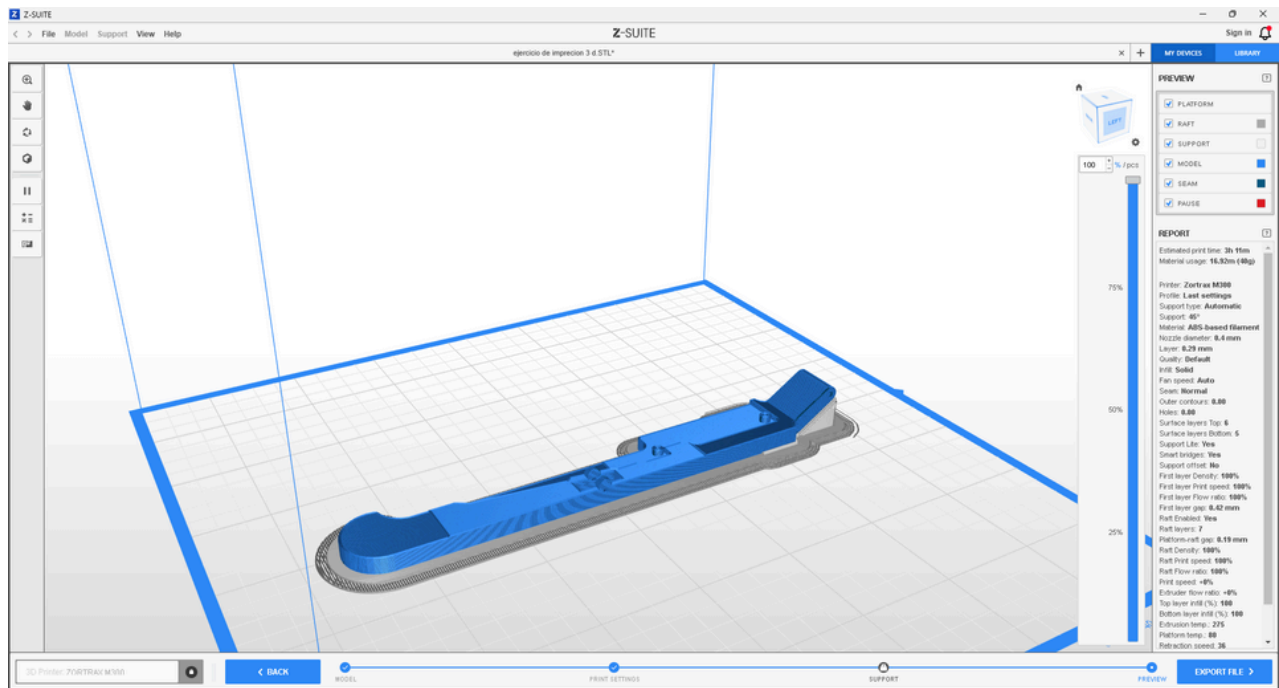 Z-SUITE
File Model Support View Help
Z-SUITE
Sign in
ejercicio de imprecion 3 d.STL*
MY DEVICES
LIBRARY
PREVIEW
PLATFORM
RAFT
SUPPORT
MODEL
SEAM
PAUSE
LEFT
100 % / pcs
75%
50%
25%
REPORT
Estimated print time: 3h 11m
Material usage: 16.92m (40g)
Printer: Zortrax M300
Profile: Last settings
Support type: Automatic
Support: 45°
Material: ABS-based filament
Nozzle diameter: 0.4 mm
Layer: 0.29 mm
Quality: Default
Infill: Solid
Fan speed: Auto
Seam: Normal
Outer contours: 0.00
Holes: 0.00
Surface layers Top: 6
Surface layers Bottom: 5
Support Lite: Yes
Smart bridges: Yes
Support offset: No
First layer Density: 100%
First layer Print speed: 100%
First layer Flow ratio: 100%
First layer gap: 0.42 mm
Raft Enabled: Yes
Raft layers: 7
Platform-raft gap: 0.19 mm
Raft Density: 100%
Raft Print speed: 100%
Raft Flow ratio: 100%
Print speed: +0%
Extruder flow ratio: +0%
Top layer infill (%): 100
Bottom layer infill (%): 100
Extrusion temp.: 275
Platform temp.: 80
Retraction speed: 36
3D Printer: ZORTRAX M300
BACK
MODEL
PRINT SETTINGS
SUPPORT
PREVIEW
EXPORT FILE